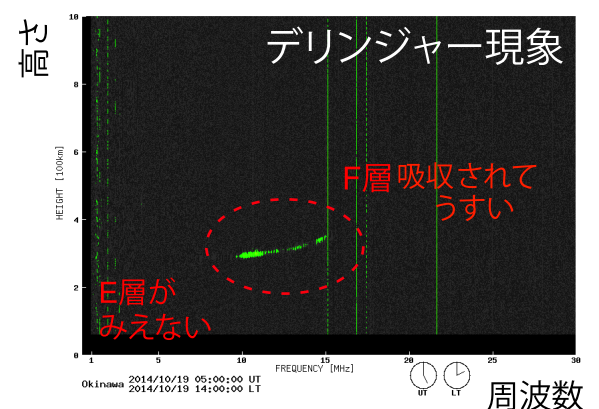 高さ
デリンジャー現象
10
8
6
4
2
0
HEIGHT [100km]
F層 吸収されて
うすい
E層が
みえない
1 5 10 15 20 25 30
FREQUENCY [MHz]
Okinawa
2014/10/19 05:00:00 UT
2014/10/19 14:00:00 LT
UT LT
周波数